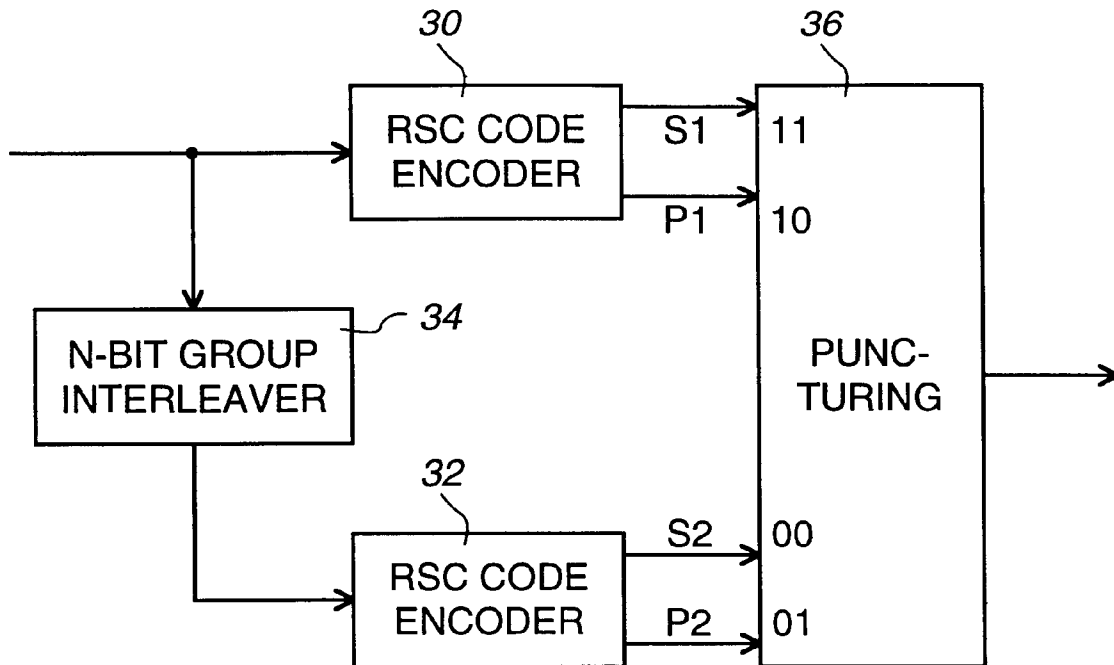 30
36
RSC CODE
ENCODER
S1
P1
11
10
34
N-BIT GROUP
INTERLEAVER
PUNC-
TURING
32
RSC CODE
ENCODER
S2
P2
00
01